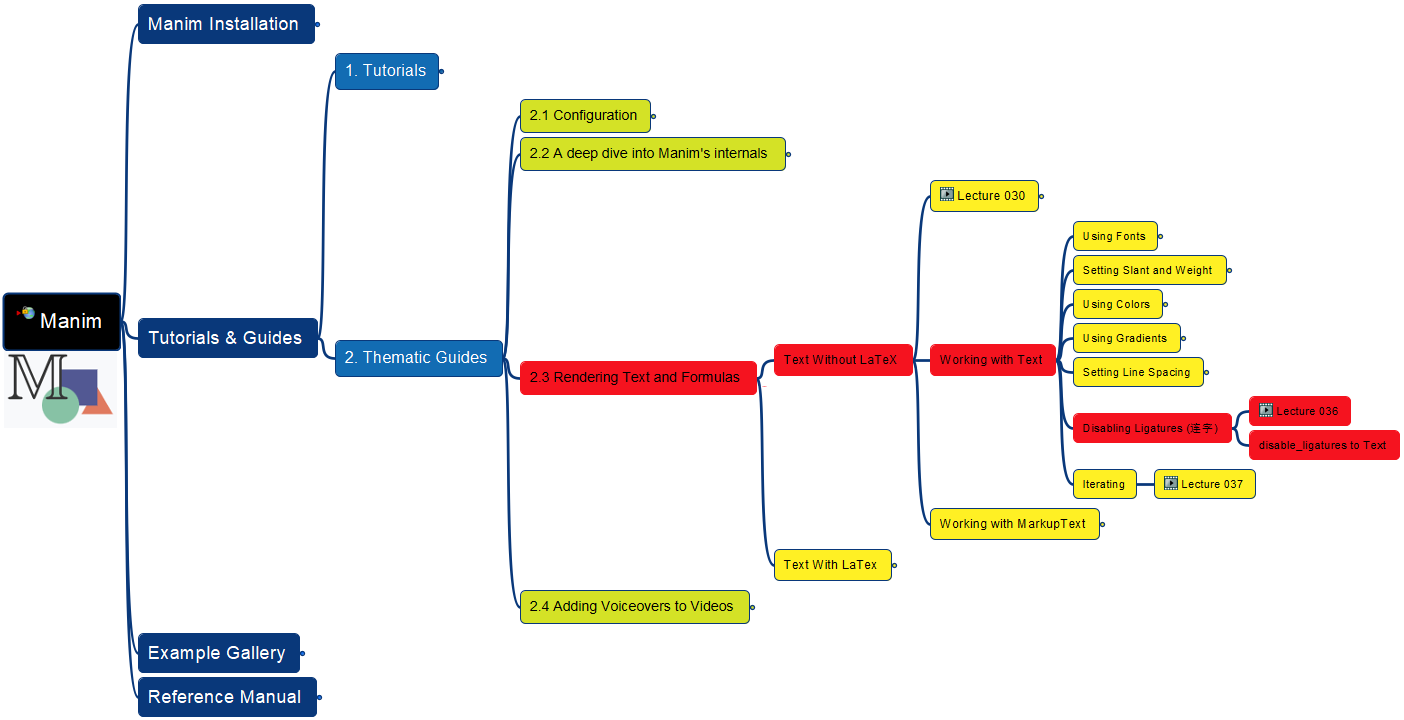 Manim Installation
1. Tutorials
2.1 Configuration
2.2 A deep dive into Manim's internals
Lecture 030
Using Fonts
Setting Slant and Weight
Using Colors
Manim
Tutorials & Guides
Using Gradients
2. Thematic Guides
Text Without LaTeX
Working with Text
Setting Line Spacing
2.3 Rendering Text and Formulas
M
Lecture 036
Disabling Ligatures (连字)
disable_ligatures to Text
Iterating
Lecture 037
Working with MarkupText
Text With LaTex
2.4 Adding Voiceovers to Videos
Example Gallery
Reference Manual